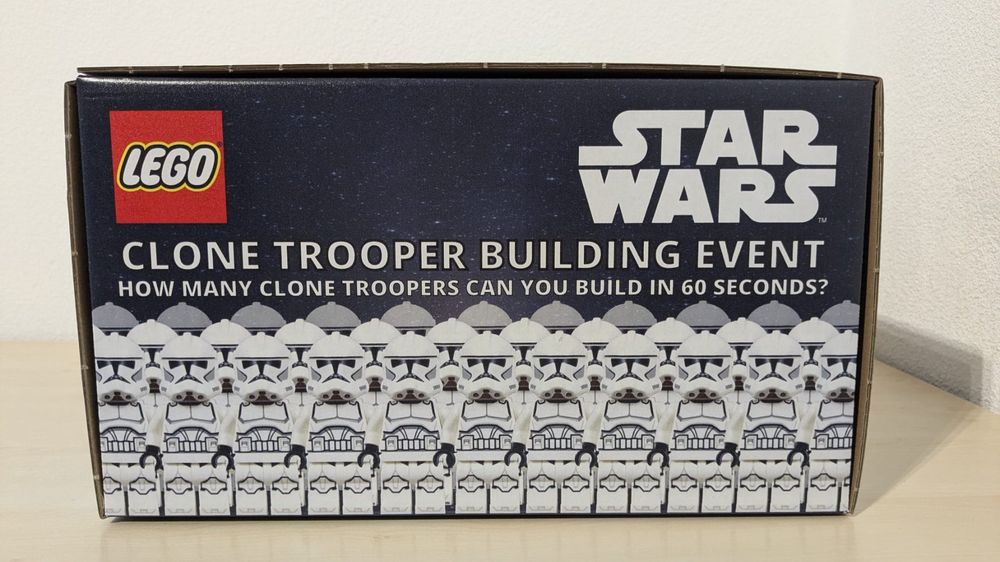 LEGO
STAR
WARS
™
CLONE TROOPER BUILDING EVENT
HOW MANY CLONE TROOPERS CAN YOU BUILD IN 60 SECONDS?